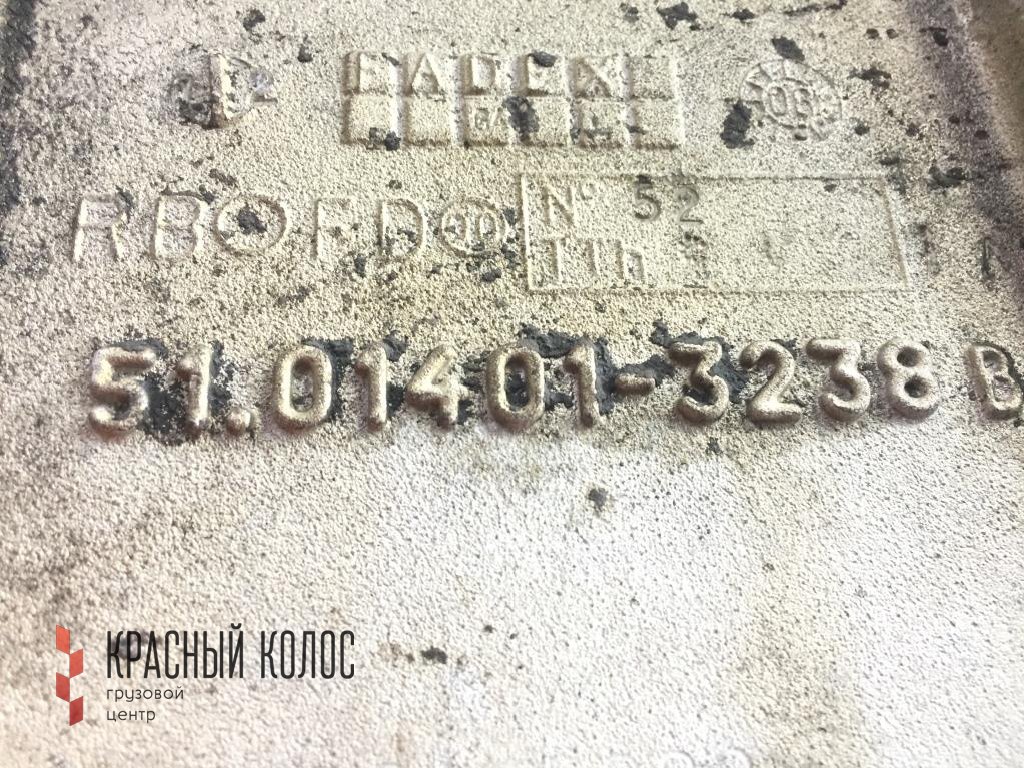 RBOFD
Nº 52
51.01401-3238 B
КРАСНЫЙ КОЛОС
грузовой
центр